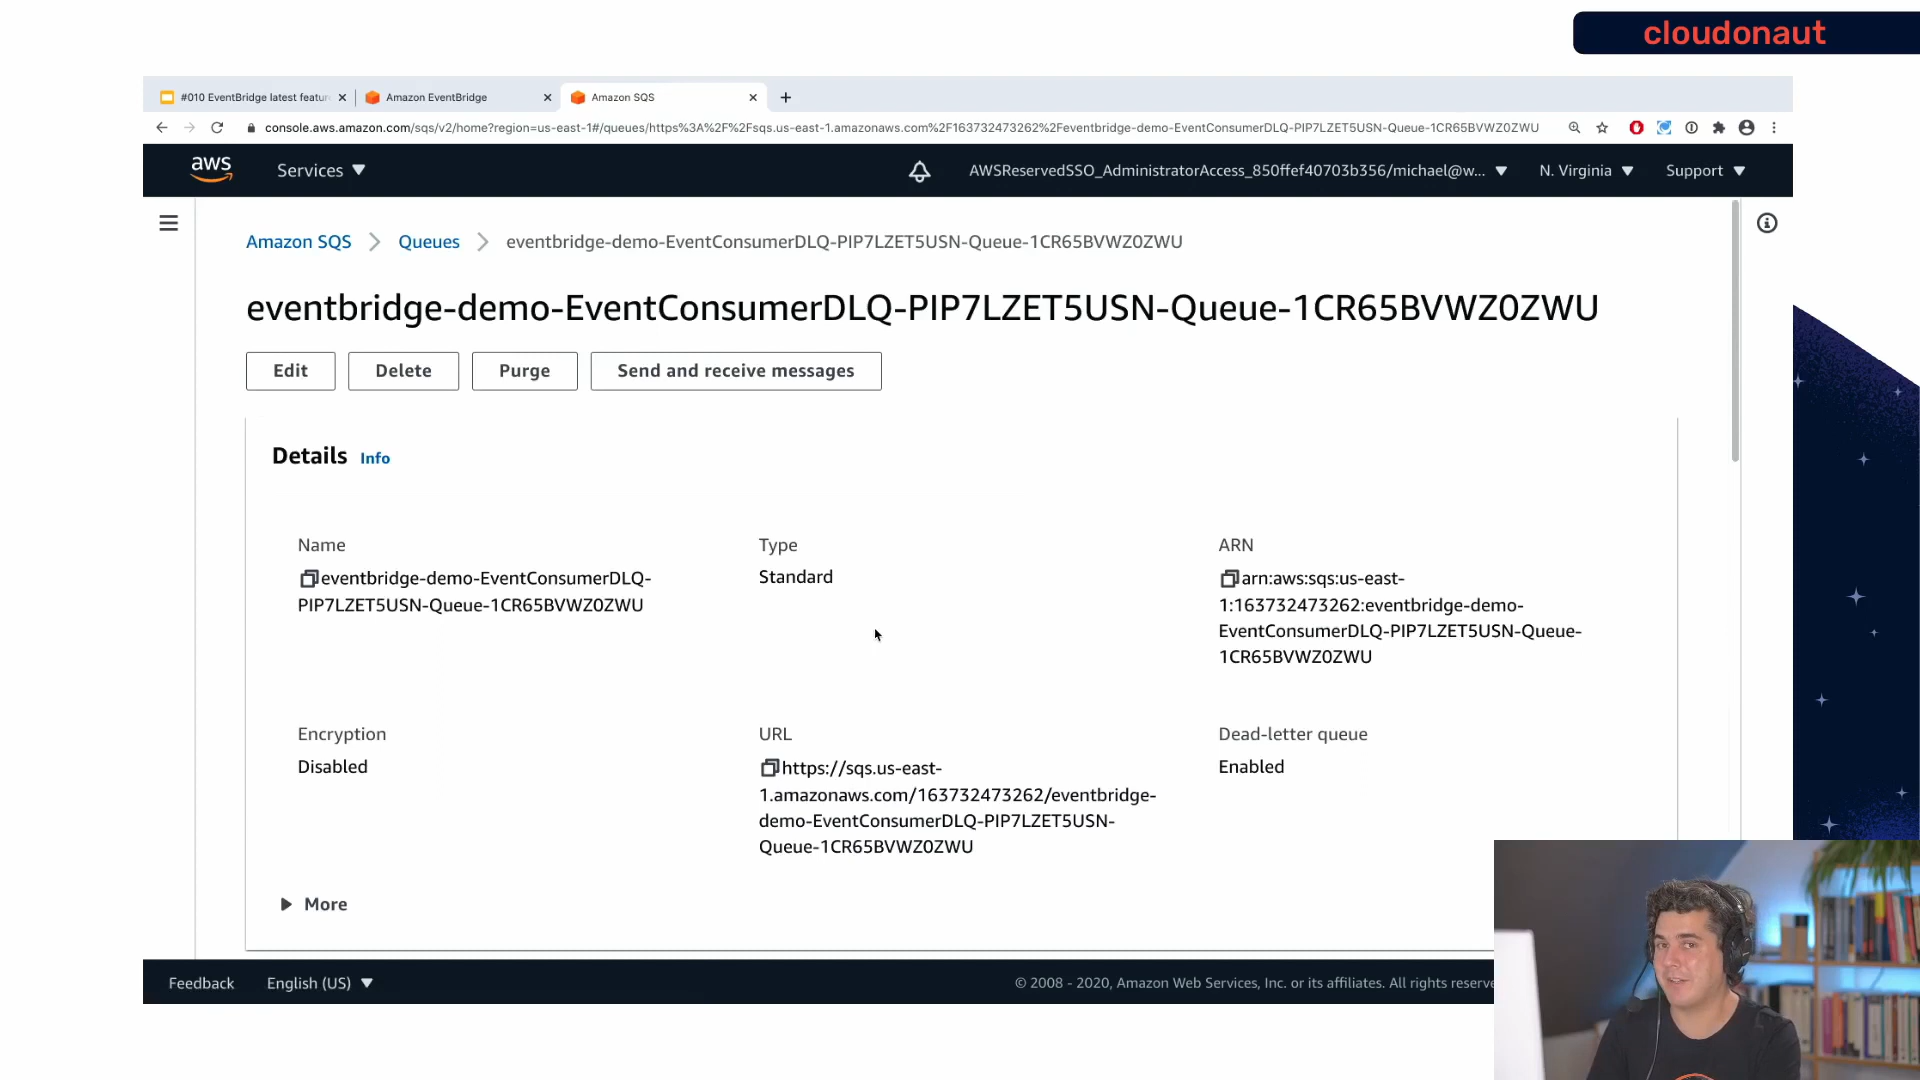 cloudonaut
#010 EventBridge latest featur
Amazon EventBridge
Amazon SQS
console.aws.amazon.com/sqs/v2/home?region=us-east-1#/queues/https%3A%2F%2Fsqs.us-east-1.amazonaws.com%2F163732473262%2Feventbridge-demo-EventConsumerDLQ-PIP7LZET5USN-Queue-1CR65BVWZ0ZWU
aws
Services
AWSReservedSSO_AdministratorAccess_850ffef40703b356/michael@w...
N. Virginia
Support
Amazon SQS
Queues
eventbridge-demo-EventConsumerDLQ-PIP7LZET5USN-Queue-1CR65BVWZ0ZWU
eventbridge-demo-EventConsumerDLQ-PIP7LZET5USN-Queue-1CR65BVWZ0ZWU
Edit
Delete
Purge
Send and receive messages
Details
Info
Name
eventbridge-demo-EventConsumerDLQ-
PIP7LZET5USN-Queue-1CR65BVWZ0ZWU
Type
Standard
ARN
arn:aws:sqs:us-east-
1:163732473262:eventbridge-demo-
EventConsumerDLQ-PIP7LZET5USN-Queue-
1CR65BVWZ0ZWU
Encryption
Disabled
URL
https://sqs.us-east-
1.amazonaws.com/163732473262/eventbridge-
demo-EventConsumerDLQ-PIP7LZET5USN-
Queue-1CR65BVWZ0ZWU
Dead-letter queue
Enabled
More
Feedback
English (US)
© 2008 - 2020, Amazon Web Services, Inc. or its affiliates. All rights reserve